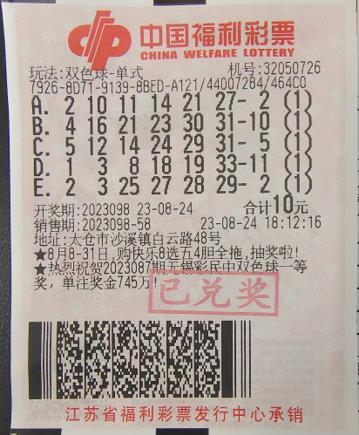 中国福利彩票
CHINA WELFARE LOTTERY
玩法:双色球-单式 机号:32050726
7926-8D71-9139-8BED-A121/44007284/464C0
A. 2 10 11 14 21 27- 2 (1)
B. 4 16 21 23 30 31-10 (1)
C. 5 12 14 24 29 31- 5 (1)
D. 1 3 8 18 19 33-11 (1)
E. 2 3 25 27 28 29- 2 (1)
开奖期:2023098 23-08-24 合计10元
销售期:2023098-58 23-08-24 18:12:16
地址:太仓市沙溪镇白云路48号
★8月8-31日,购快乐8选五4胆全拖,抽奖啦!
★热烈祝贺2023087期无锡彩民中双色球一等
奖,单注奖金745万!
已兑奖
江苏省福利彩票发行中心承销